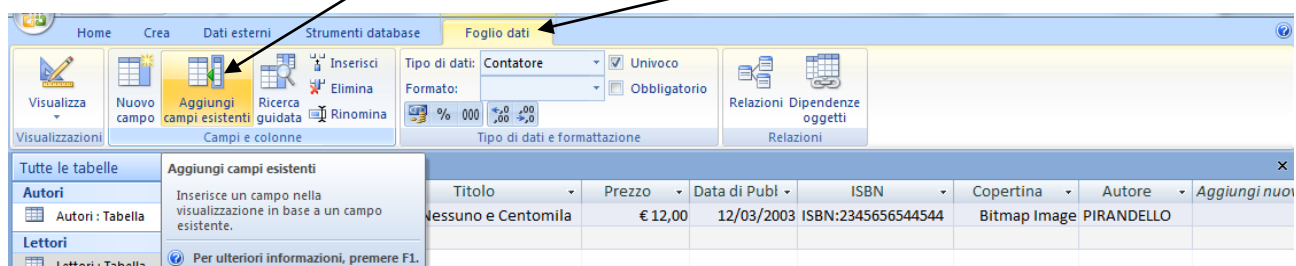 Home Crea Dati esterni Strumenti database Foglio dati
Visualizza
Nuovo campo
Aggiungi campi esistenti
Ricerca guidata
Inserisci
Elimina
Rinomina
Tipo di dati: Contatore
Formato:
% 000 ,0 ,00 ,00 ,0
Univoco
Obbligatorio
Relazioni
Dipendenze oggetti
Visualizzazioni Campi e colonne Tipo di dati e formattazione Relazioni
Tutte le tabelle
Autori
Autori : Tabella
Lettori
Lettori : Tabella
Aggiungi campi esistenti
Inserisce un campo nella
visualizzazione in base a un campo
esistente.
Per ulteriori informazioni, premere F1.
Titolo Prezzo Data di Publ ISBN Copertina Autore Aggiungi nuov
Nessuno e Centomila € 12,00 12/03/2003 ISBN:2345656544544 Bitmap Image PIRANDELLO